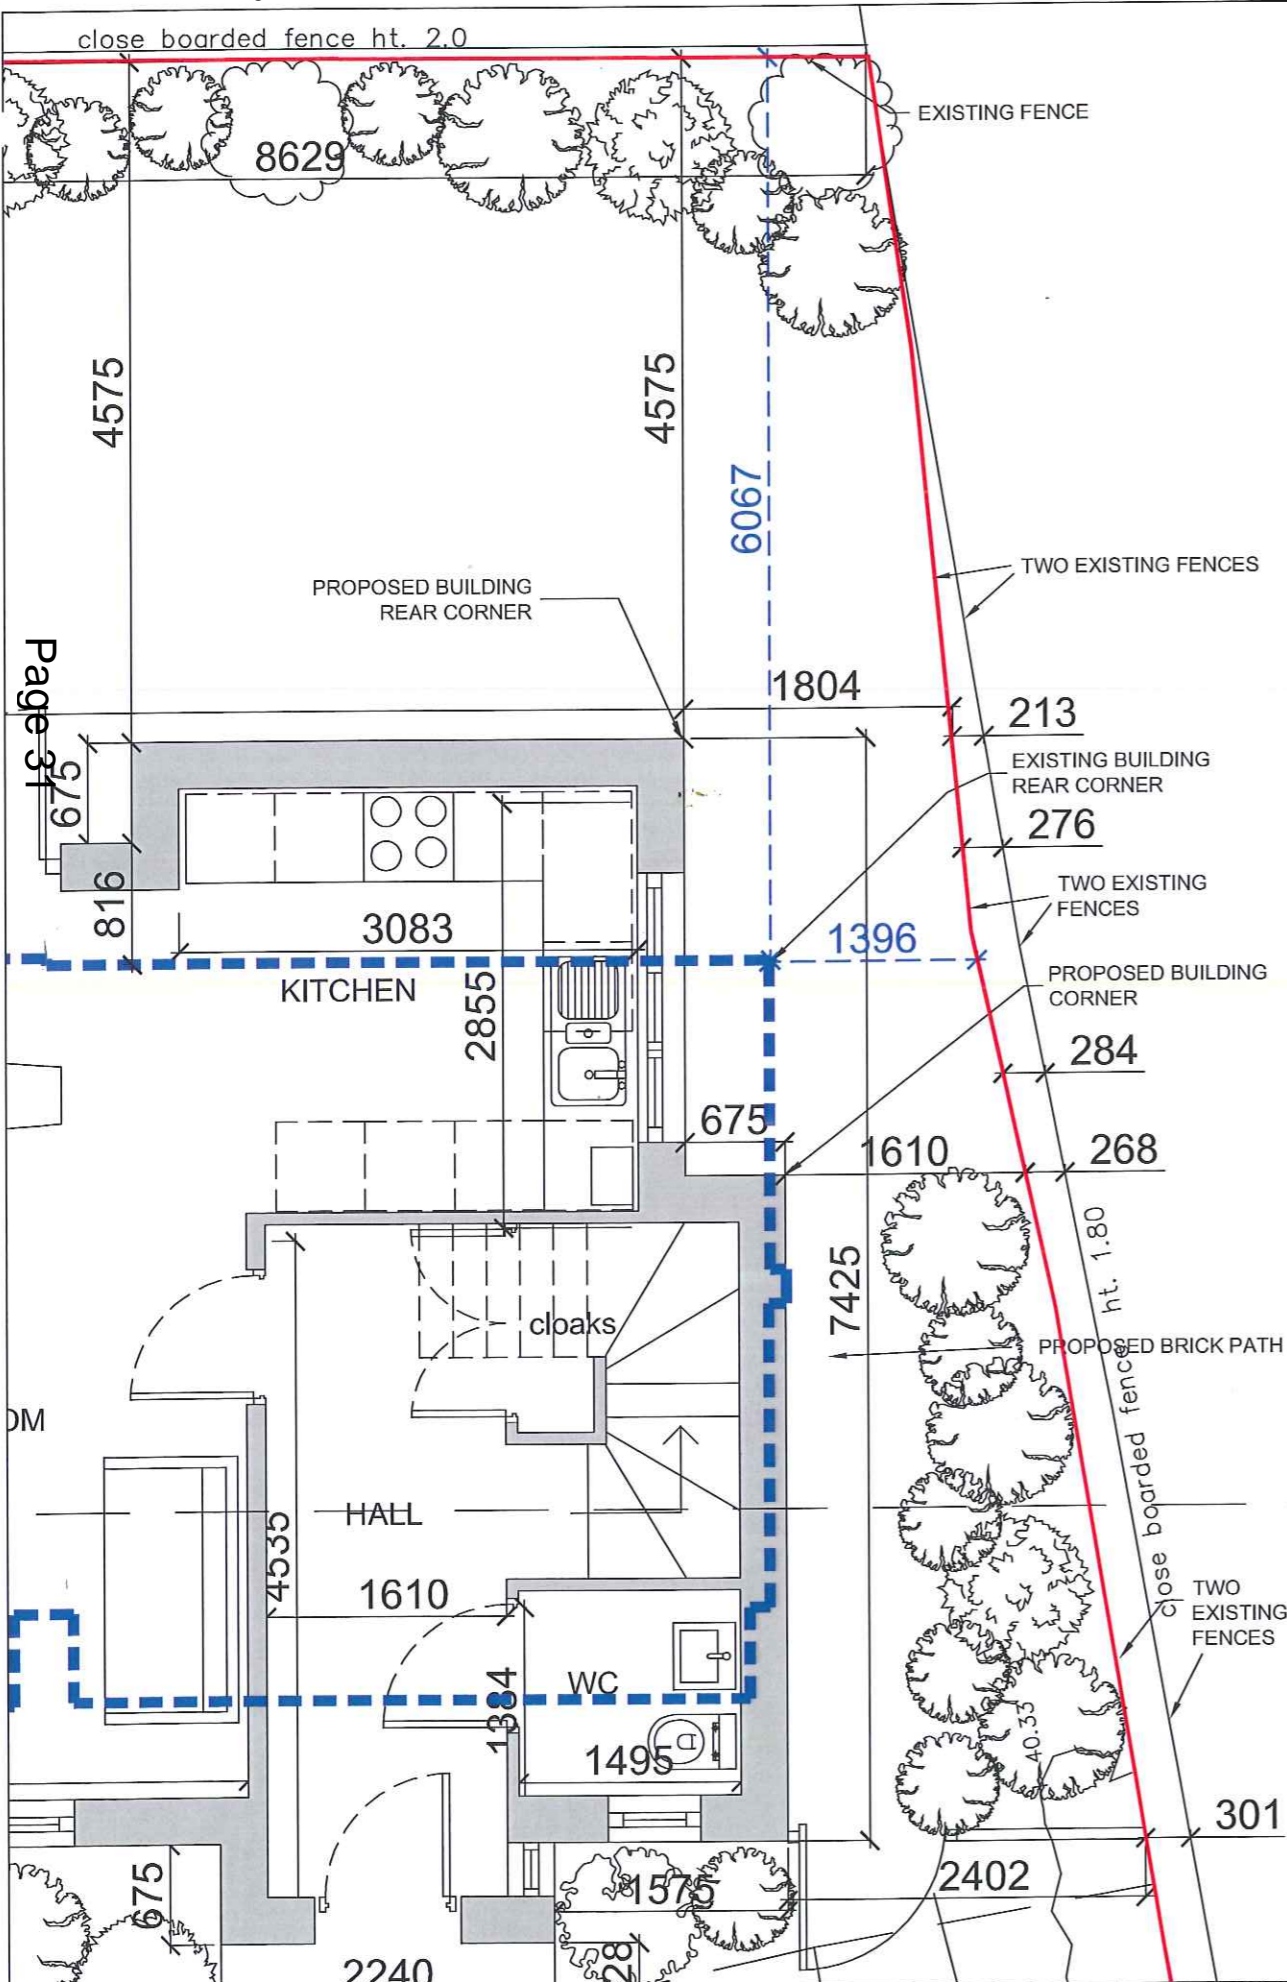 close boarded fence ht. 2.0
EXISTING FENCE
8629
4575
4575
6067
TWO EXISTING FENCES
PROPOSED BUILDING
REAR CORNER
Page 31
1804
213
675
EXISTING BUILDING
REAR CORNER
276
816
TWO EXISTING
FENCES
3083
1396
KITCHEN
2855
PROPOSED BUILDING
CORNER
284
675
1610
268
close boarded fence ht. 1.80
7425
cloaks
PROPOSED BRICK PATH
OM
HALL
4535
1610
TWO
EXISTING
FENCES
WC
1384
40.33
1495
301
675
1575
2402
2240
28